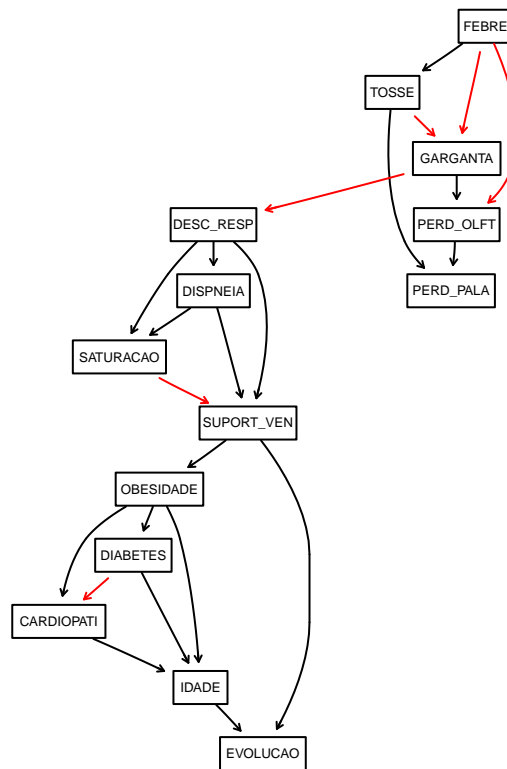 FEBRE
TOSSE
GARGANTA
DESC_RESP
PERD_OLFT
DISPNEIA
PERD_PALA
SATURACAO
SUPORT_VEN
OBESIDADE
DIABETES
CARDIOPATI
IDADE
EVOLUCAO